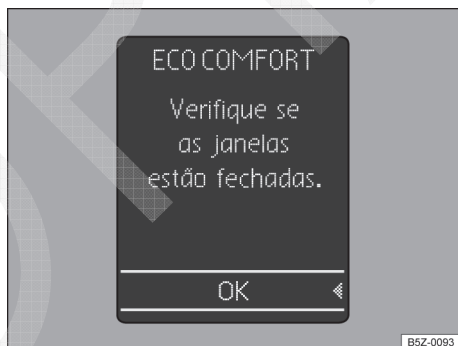 ECO COMFORT
Verifique se
as janelas
estão fechadas.
OK
B5Z-0093